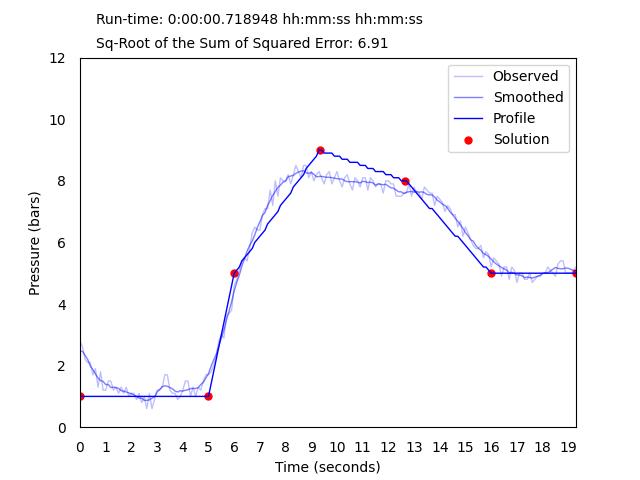 Run-time: 0:00:00.718948 hh:mm:ss hh:mm:ss
Sq-Root of the Sum of Squared Error: 6.91
Observed
Smoothed
Profile
Solution
12
10
8
6
4
2
0
Pressure (bars)
0 1 2 3 4 5 6 7 8 9 10 11 12 13 14 15 16 17 18 19
Time (seconds)